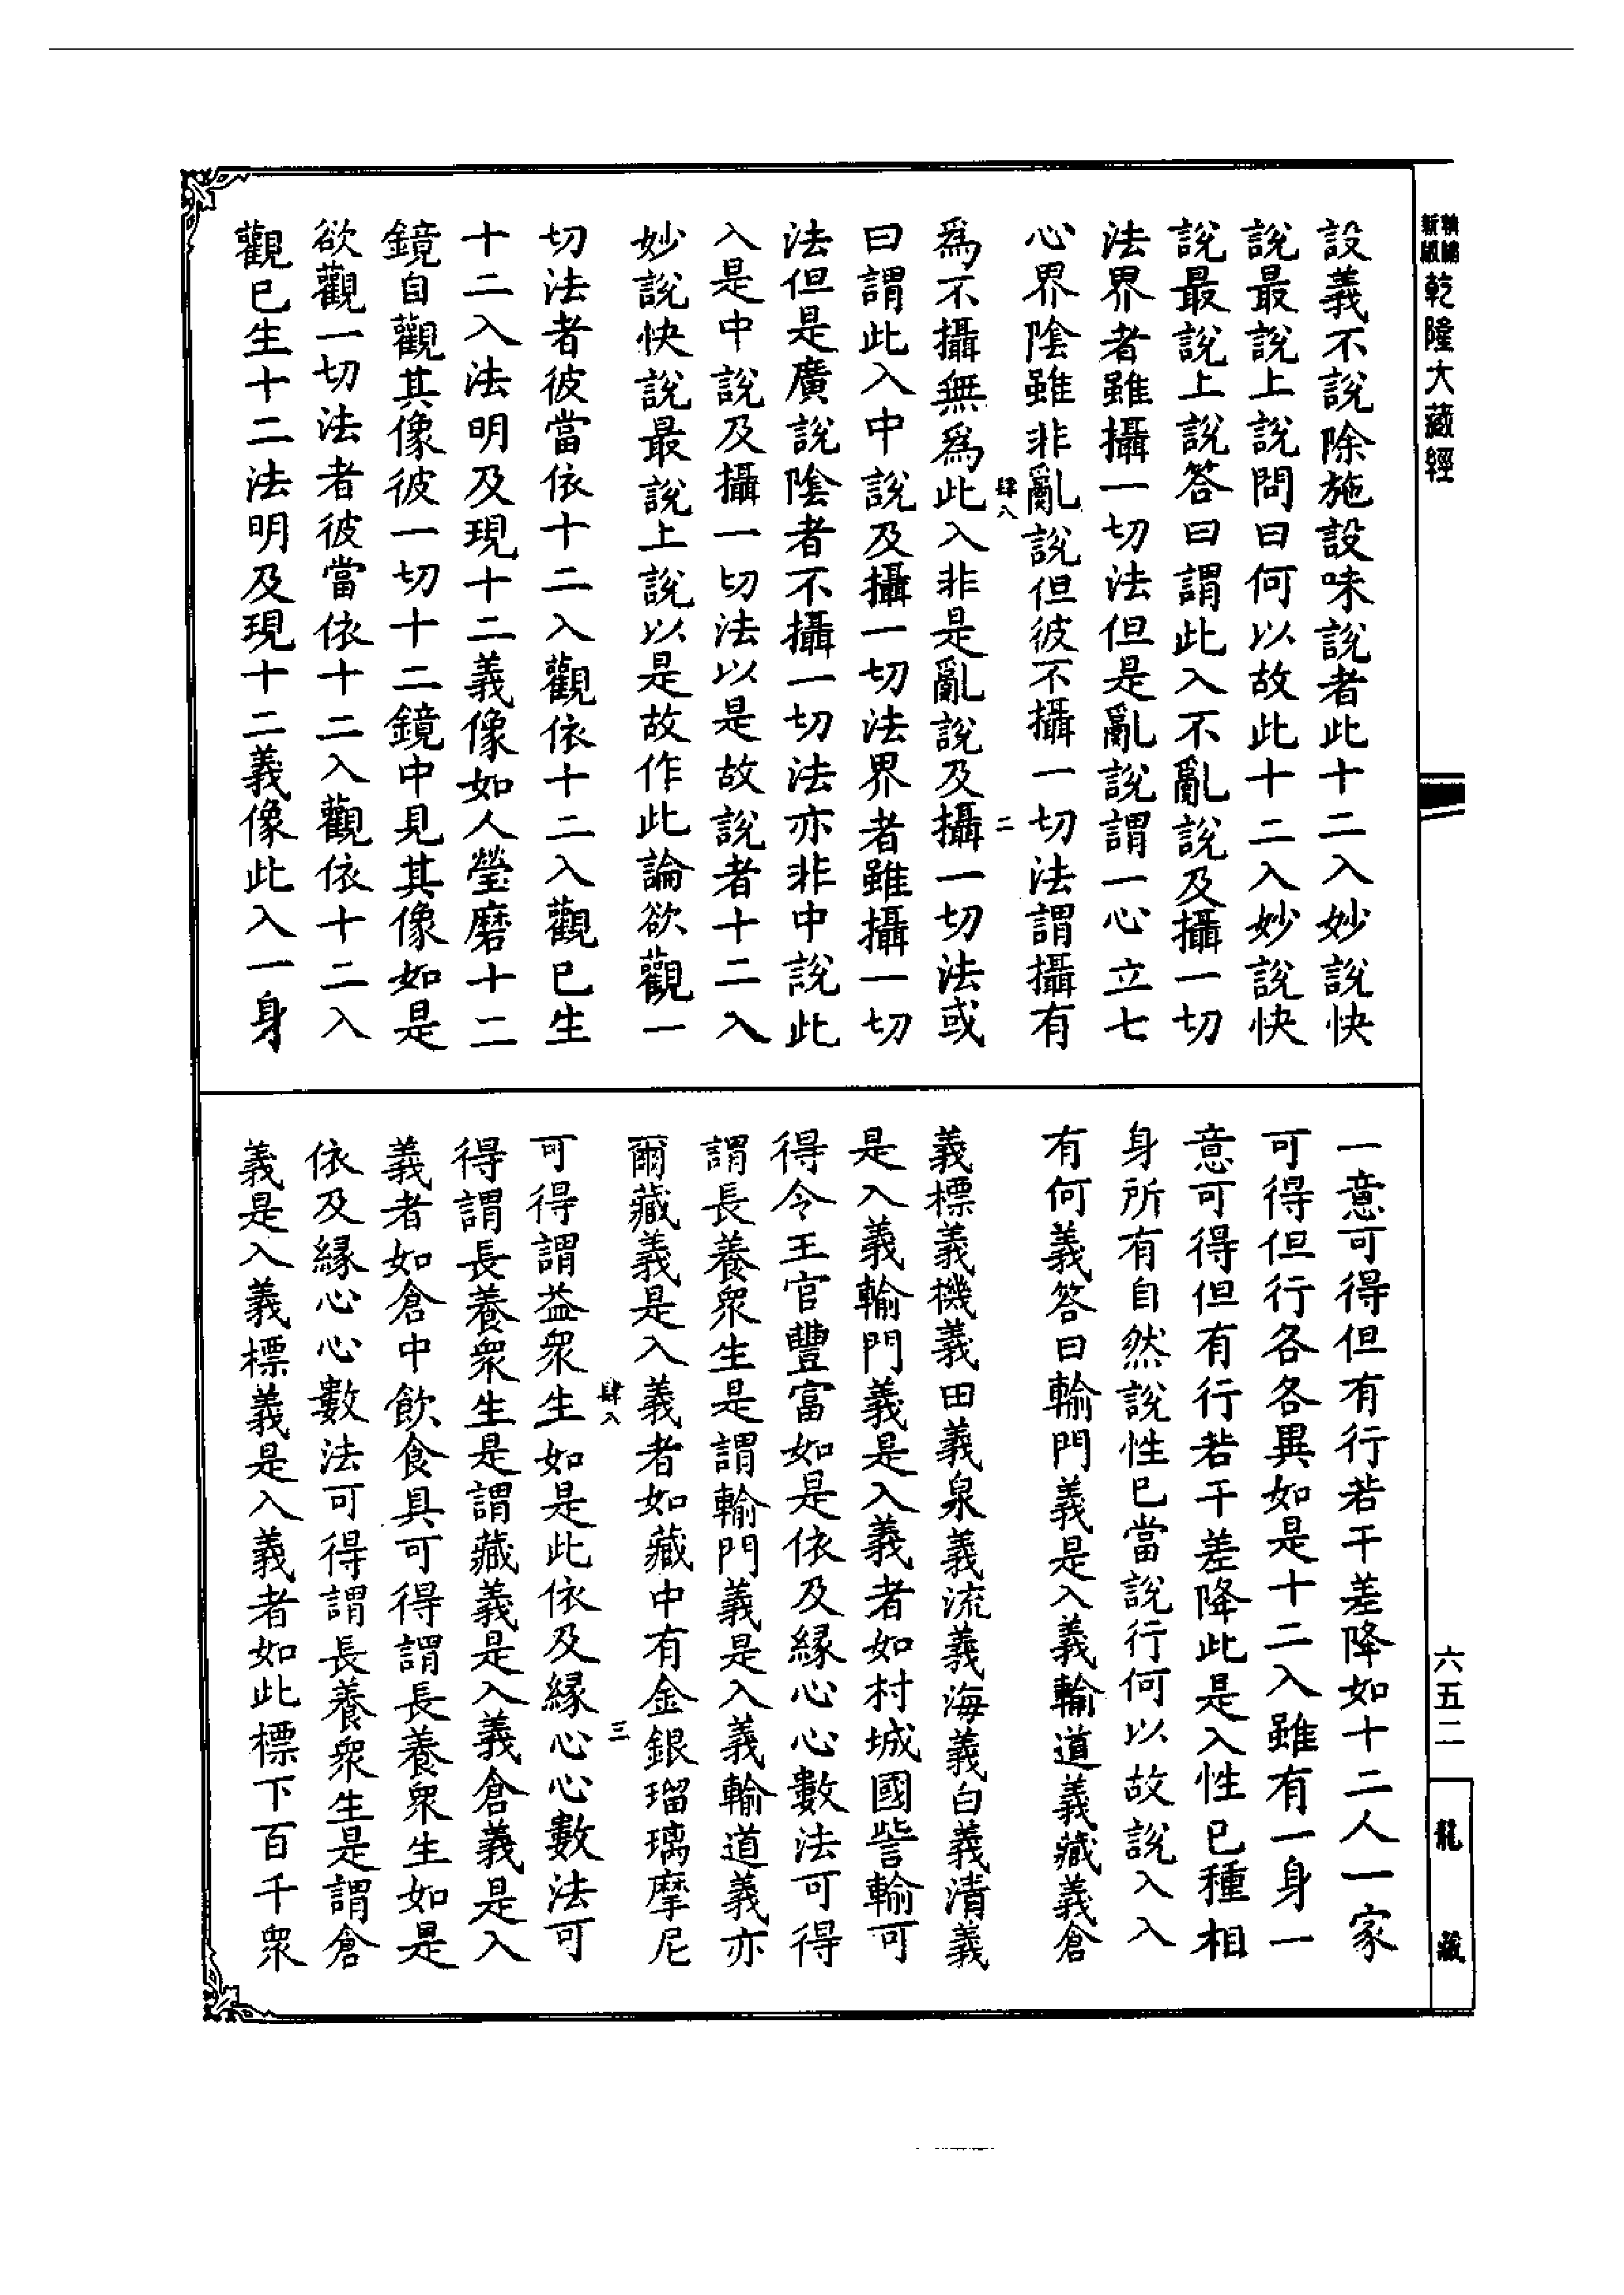 新編
新版
乾隆大藏經
設義不說除施設味說者此十二入妙說快
說最說上說問曰何以故此十二入妙說快
說最說上說答曰謂此入不亂說及攝一切
法界者雖攝一切法但是亂說謂一心立七
心界陰雖非亂說但彼不攝一切法謂攝有
肆八
二
為不攝無為此入非是亂說及攝一切法或
曰謂此入中說及攝一切法界者雖攝一切
法但是廣說陰者不攝一切法亦非中說此
入是中說及攝一切法以是故說者十二入
妙說快說最說上說以是故作此論欲觀一
切法者彼當依十二入觀依十二入觀已生
十二入法明及現十二義像如人瑩磨十二
鏡自觀其像彼一切十二鏡中見其像如是
欲觀一切法者彼當依十二入觀依十二入
觀已生十二法明及現十二義像此入一身
一意可得但有行若干差降如十二人一家
可得但行各各異如是十二入雖有一身一
意可得但有行若干差降此是入性已種相
身所有自然說性已當說行何以故說入入
有何義答曰輸門義是入義輸道義藏義倉
義標義機義田義泉義流義海義白義清義
是入義輸門義是入義者如村城國訾輸可
得令王官豐富如是依及緣心心數法可得
謂長養眾生是謂輸門義是入義輸道義亦
爾藏義是入義者如藏中有金銀瑠璃摩尼
肆入
三
可得謂益眾生如是此依及緣心心數法可
得謂長養眾生是謂藏義是入義倉義是入
義者如倉中飲食具可得謂長養眾生如是
依及緣心心數法可得謂長養眾生是謂倉
義是入義標義是入義者如此標下百千眾
六五二
龍藏